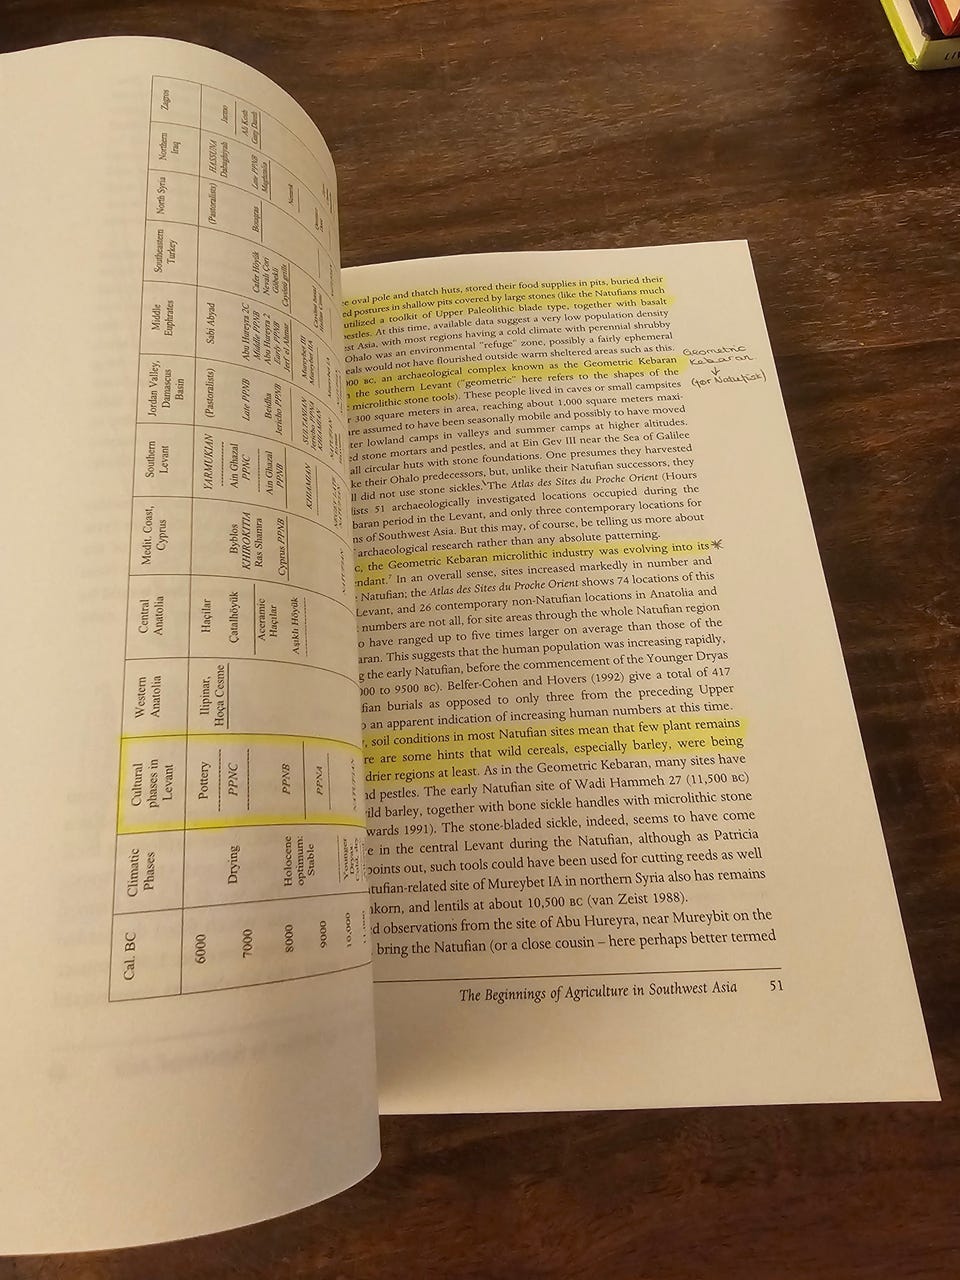 Cal. BC
Climatic
Phases
Cultural
phases in
Levant
Western
Anatolia
Central
Anatolia
Medit. Coast,
Cyprus
Southern
Levant
Jordan Valley,
Damascus
Basin
Middle
Euphrates
Southeastern
Turkey
North Syria
Northern
Iraq
Zagros
6000
7000
8000
9000
10,000
Drying
Holocene
optimum:
Stable
Younger
Dryas
Pottery
PPNC
PPNB
PPNA
NATUFIAN
Ilipinar,
Hoça Cesme
Haçilar
Çatalhöyük
Aceramic
Haçilar
Aşıklı Höyük
Byblos
KHIROKITIA
Ras Shamra
Cyprus PPNB
YARMUKIAN
Ain Ghazal
PPNC
Ain Ghazal
PPNB
KHIAMIAN
(Pastoralists)
Late PPNB
Beidha
Jericho PPNB
SULTANIAN
Jericho PPNA
KHIAMIAN
Sabi Abyad
Abu Hureyra 2C
Middle PPNB
Abu Hureyra 2
Early PPNB
Jerf el Ahmar
Mureybet III
Mureybet IIA
Cafer Höyük
Nevali Çori
Göbekli
Cayönü grille
(Pastoralists)
Bouqras
HASSUNA
Late PPNB
Maghzalia
Nemrik
Jarmo
Ali Kosh
Ganj Dareh
oval pole and thatch huts, stored their food supplies in pits, buried their
postures in shallow pits covered by large stones (like the Natufians much
utilized a toolkit of Upper Paleolithic blade type, together with basalt
At this time, available data suggest a very low population density
Asia, with most regions having a cold climate with perennial shrubby
Ohalo was an environmental "refuge" zone, possibly a fairly ephemeral
would not have flourished outside warm sheltered areas such as this.
BC, an archaeological complex known as the Geometric Kebaran
the southern Levant ("geometric" here refers to the shapes of the
microlithic stone tools). These people lived in caves or small campsites
300 square meters in area, reaching about 1,000 square meters maxi-
are assumed to have been seasonally mobile and possibly to have moved
lowland camps in valleys and summer camps at higher altitudes.
stone mortars and pestles, and at Ein Gev III near the Sea of Galilee
circular huts with stone foundations. One presumes they harvested
their Ohalo predecessors, but, unlike their Natufian successors, they
did not use stone sickles. The Atlas des Sites du Proche Orient (Hours
lists 51 archaeologically investigated locations occupied during the
period in the Levant, and only three contemporary locations for
of Southwest Asia. But this may, of course, be telling us more about
archaeological research rather than any absolute patterning.
the Geometric Kebaran microlithic industry was evolving into its*
7 In an overall sense, sites increased markedly in number and
Natufian; the Atlas des Sites du Proche Orient shows 74 locations of this
Levant, and 26 contemporary non-Natufian locations in Anatolia and
numbers are not all, for site areas through the whole Natufian region
have ranged up to five times larger on average than those of the
This suggests that the human population was increasing rapidly,
the early Natufian, before the commencement of the Younger Dryas
to 9500 BC). Belfer-Cohen and Hovers (1992) give a total of 417
burials as opposed to only three from the preceding Upper
an apparent indication of increasing human numbers at this time.
soil conditions in most Natufian sites mean that few plant remains
are some hints that wild cereals, especially barley, were being
drier regions at least. As in the Geometric Kebaran, many sites have
pestles. The early Natufian site of Wadi Hammeh 27 (11,500 BC)
barley, together with bone sickle handles with microlithic stone
1991). The stone-bladed sickle, indeed, seems to have come
in the central Levant during the Natufian, although as Patricia
points out, such tools could have been used for cutting reeds as well
site of Mureybet IA in northern Syria also has remains
and lentils at about 10,500 BC (van Zeist 1988).
observations from the site of Abu Hureyra, near Mureybit on the
bring the Natufian (or a close cousin – here perhaps better termed
The Beginnings of Agriculture in Southwest Asia 51
Geometric
Kebaran
↓